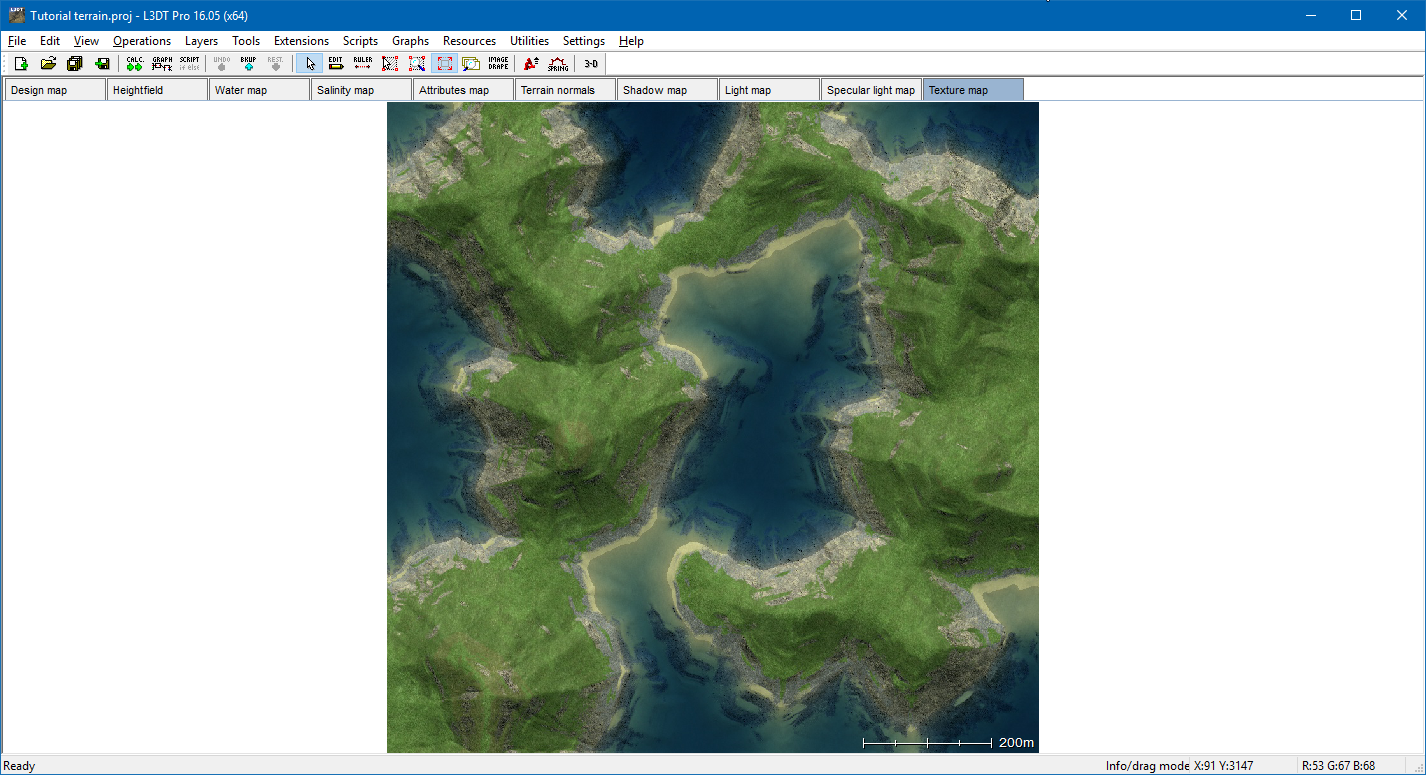 L3DT
Tutorial terrain.proj - L3DT Pro 16.05 (x64)
File Edit View Operations Layers Tools Extensions Scripts Graphs Resources Utilities Settings Help
CALC. GRAPH SCRIPT if else UNDO BKUP REST. EDIT RULER IMAGE DRAPE A SPRING 3-D
Design map Heightfield Water map Salinity map Attributes map Terrain normals Shadow map Light map Specular light map Texture map
200m
Ready Info/drag mode X:91 Y:3147 R:53 G:67 B:68